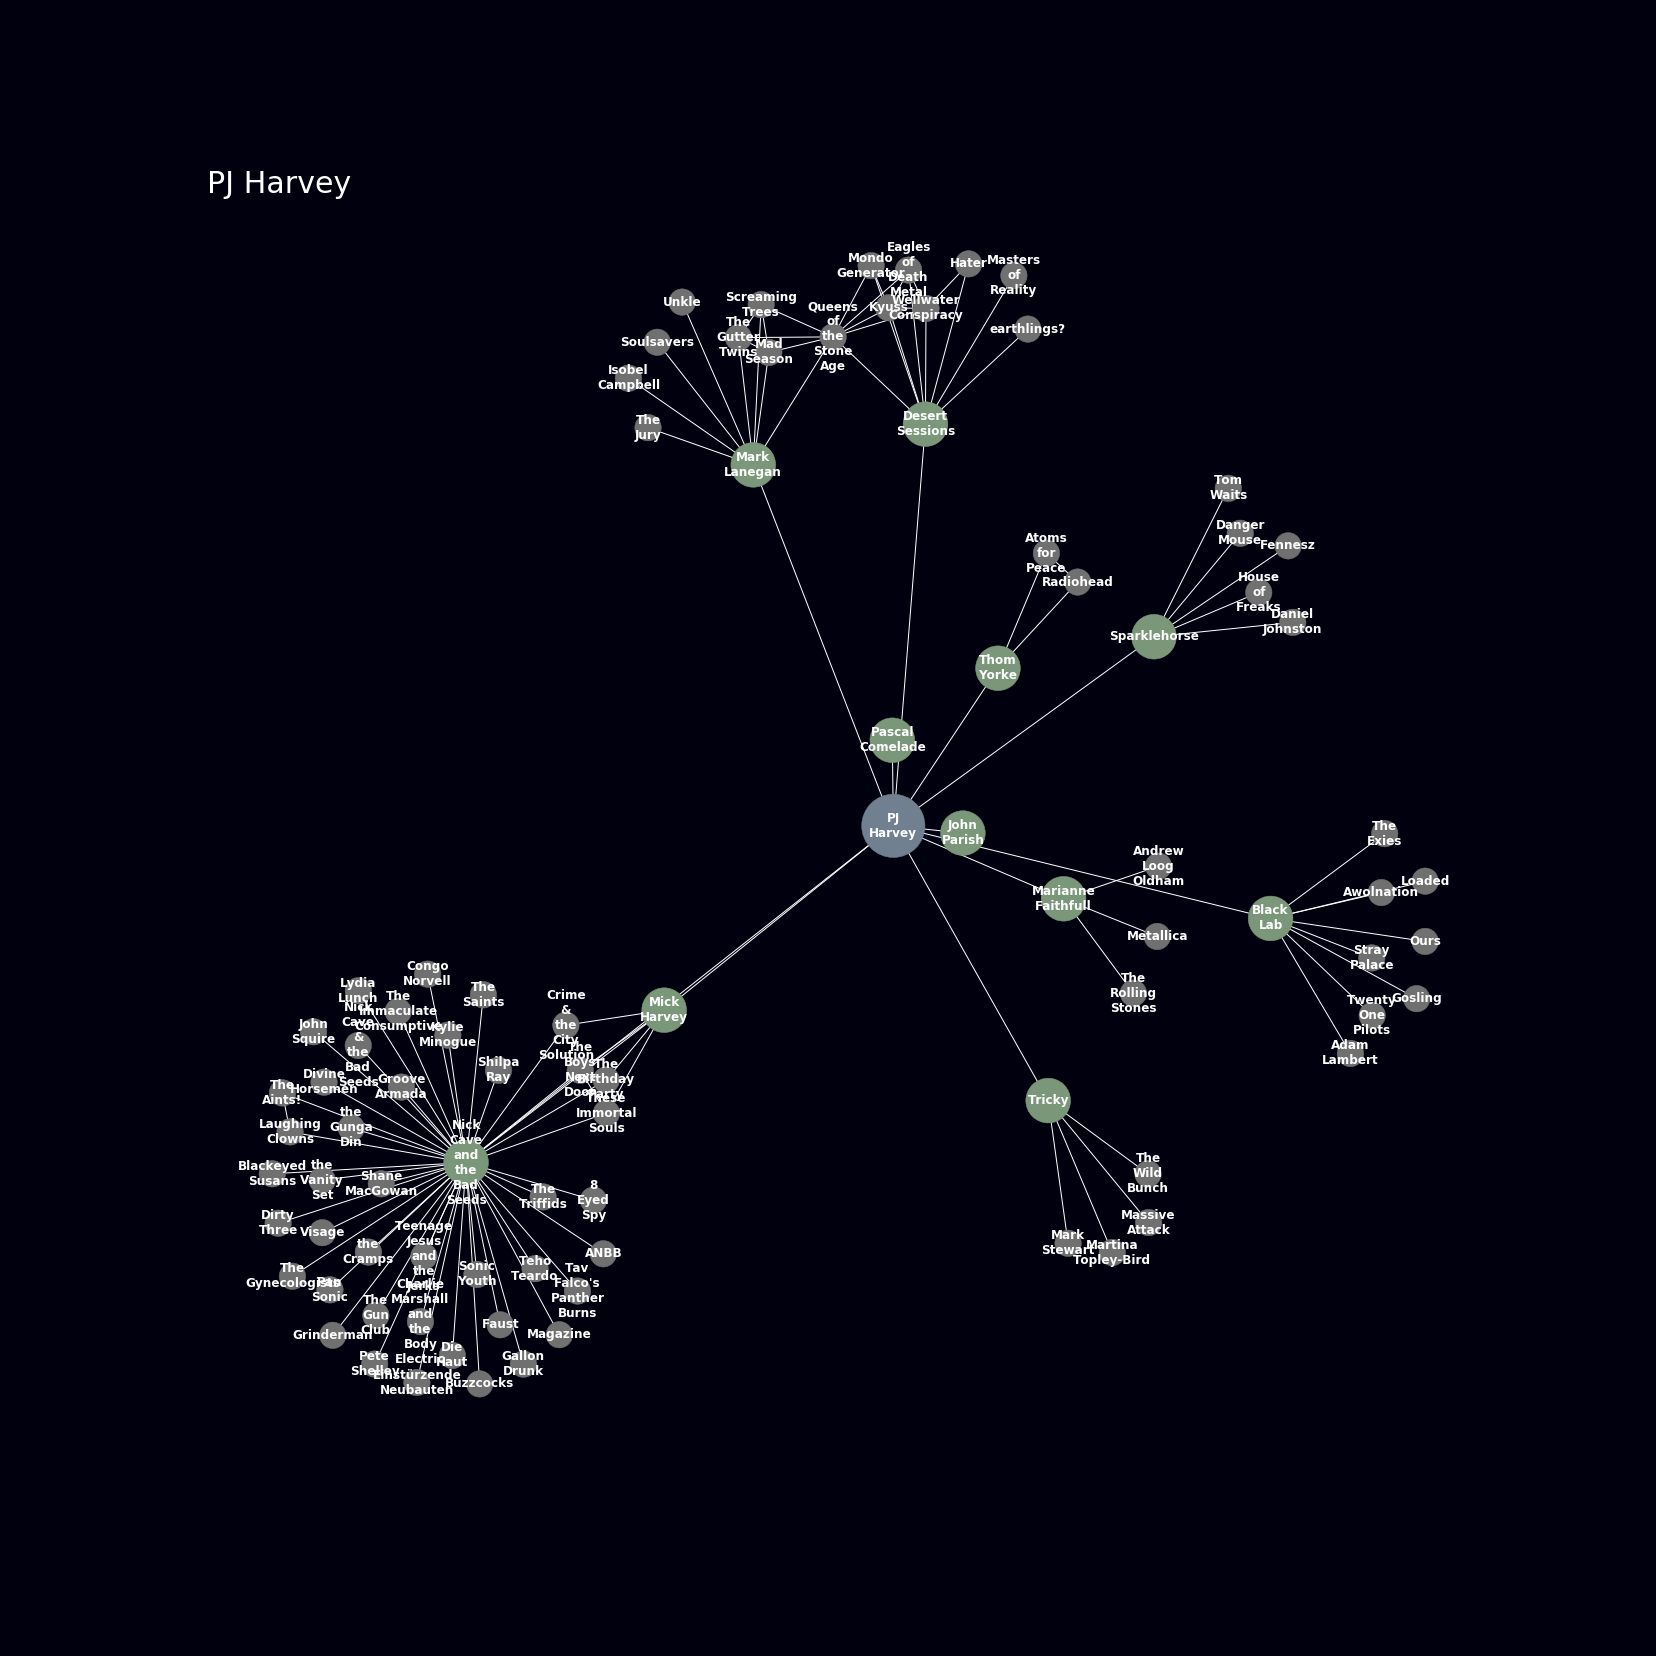 PJ Harvey
Eagles
of
Death
Metal
Mondo
Generator
Hater
Masters
of
Reality
Unkle
Screaming
Trees
Queens
of
the
Stone
Age
Kyuss
Wellwater
Conspiracy
The
Gutter
Twins
Mad
Season
earthlings?
Soulsavers
Isobel
Campbell
The
Jury
Desert
Sessions
Mark
Lanegan
Tom
Waits
Danger
Mouse
Fennesz
Atoms
for
Peace
Radiohead
House
of
Freaks
Daniel
Johnston
Sparklehorse
Thom
Yorke
Pascal
Comelade
PJ
Harvey
John
Parish
The
Exies
Andrew
Loog
Oldham
Marianne
Faithfull
Awolnation
Loaded
Black
Lab
Metallica
Ours
Stray
Palace
The
Rolling
Stones
Gosling
Twenty
One
Pilots
Adam
Lambert
Mick
Harvey
Congo
Norvell
Lydia
Lunch
The
Immaculate
Consumptive
The
Saints
Crime
&
the
City
Solution
Nick
Cave
&
the
Bad
Seeds
John
Squire
Kylie
Minogue
The
Boys
Next
Door
The
Birthday
Party
These
Immortal
Souls
Shilpa
Ray
Divine
Horsemen
Groove
Armada
The
Aints!
the
Gunga
Din
Laughing
Clowns
Nick
Cave
and
the
Bad
Seeds
Tricky
Blackeyed
Susans
the
Vanity
Set
Shane
MacGowan
The
Triffids
8
Eyed
Spy
The
Wild
Bunch
Dirty
Three
Visage
Teenage
Jesus
and
the
Jerks
the
Cramps
ANBB
Massive
Attack
Mark
Stewart
Martina
Topley-Bird
The
Gynecologists
Pan
Sonic
Sonic
Youth
Teho
Teardo
Tav
Falco's
Panther
Burns
Charlie
Marshall
and
the
Body
Electric
The
Gun
Club
Grinderman
Faust
Magazine
Pete
Shelley
Die
Haut
Gallon
Drunk
Einstürzende
Neubauten
Buzzcocks